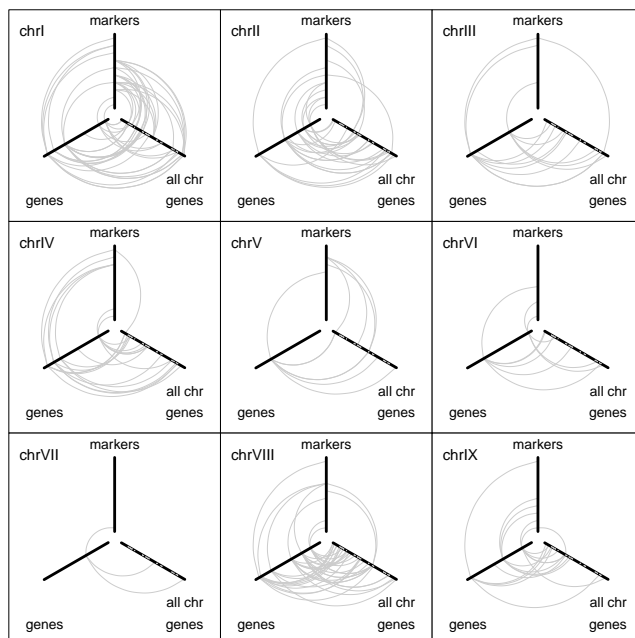 markers
chrI
genes
all chr
genes
markers
chrII
genes
all chr
genes
markers
chrIII
genes
all chr
genes
markers
chrIV
genes
all chr
genes
markers
chrV
genes
all chr
genes
markers
chrVI
genes
all chr
genes
markers
chrVII
genes
all chr
genes
markers
chrVIII
genes
all chr
genes
markers
chrIX
genes
all chr
genes